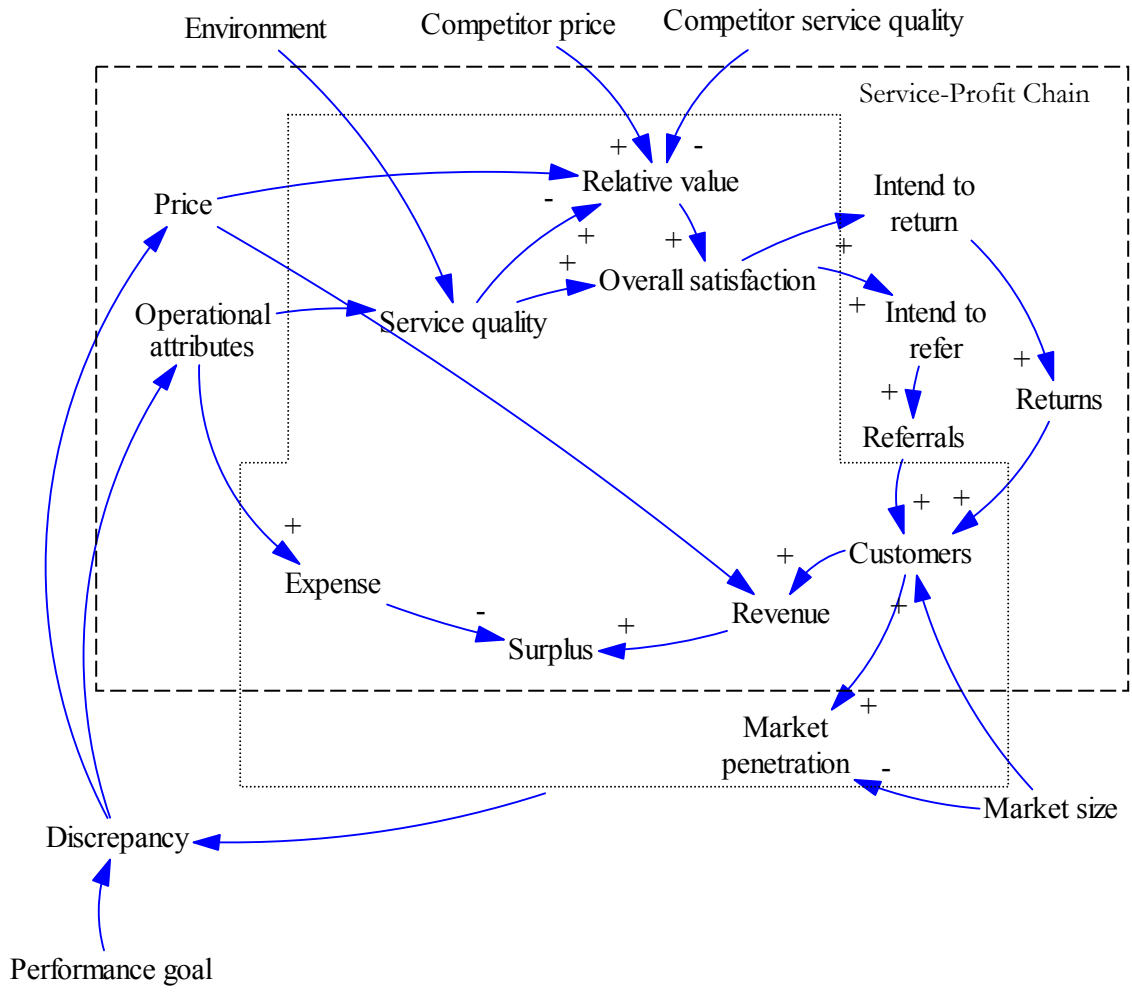 Environment
Competitor price
Competitor service quality
Service-Profit Chain
+
-
Relative value
Intend to
return
Price
-
+
+
+
+
Overall satisfaction
+
Operational
attributes
Service quality
Intend to
refer
+
+
Returns
Referrals
+
+
+
+
Customers
Expense
+
Revenue
-
+
Surplus
+
Market
penetration
-
Market size
Discrepancy
Performance goal